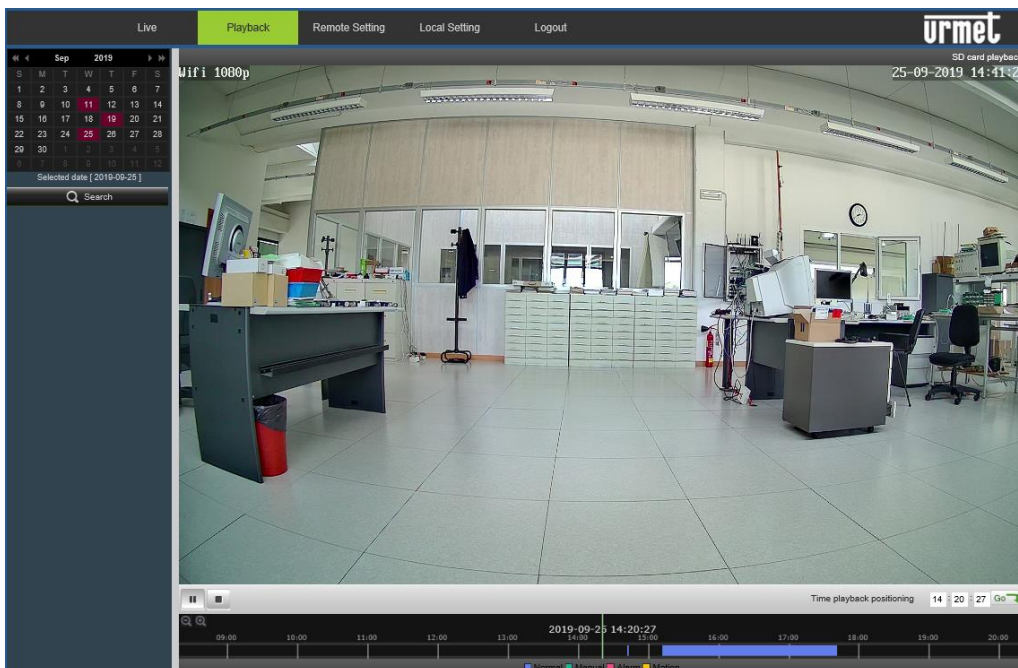 Live Playback Remote Setting Local Setting Logout urmet
Sep 2019
SD card playbac
S M T W T F S
1 2 3 4 5 6 7
8 9 10 11 12 13 14
15 16 17 18 19 20 21
22 23 24 25 26 27 28
29 30 1 2 3 4 5
6 7 8 9 10 11 12
Selected date [ 2019-09-25 ]
Search
Wifi 1080p
25-09-2019 14:41:2
Time playback positioning 14 : 20 : 27 Go
2019-09-25 14:20:27
09:00 10:00 11:00 12:00 13:00 14:00 15:00 16:00 17:00 18:00 19:00 20:00
Normal Manual Alarm Motion